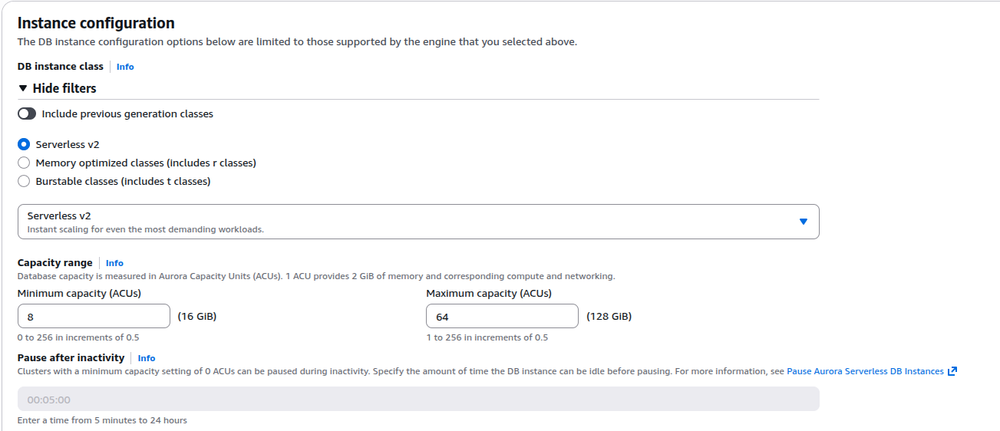 Instance configuration
The DB instance configuration options below are limited to those supported by the engine that you selected above.
DB instance class Info
Hide filters
Include previous generation classes
Serverless v2
Memory optimized classes (includes r classes)
Burstable classes (includes t classes)
Serverless v2
Instant scaling for even the most demanding workloads.
Capacity range Info
Database capacity is measured in Aurora Capacity Units (ACUs). 1 ACU provides 2 GiB of memory and corresponding compute and networking.
Minimum capacity (ACUs) Maximum capacity (ACUs)
8 (16 GiB) 64 (128 GiB)
0 to 256 in increments of 0.5 1 to 256 in increments of 0.5
Pause after inactivity Info
Clusters with a minimum capacity setting of 0 ACUs can be paused during inactivity. Specify the amount of time the DB instance can be idle before pausing. For more information, see Pause Aurora Serverless DB Instances
00:05:00
Enter a time from 5 minutes to 24 hours